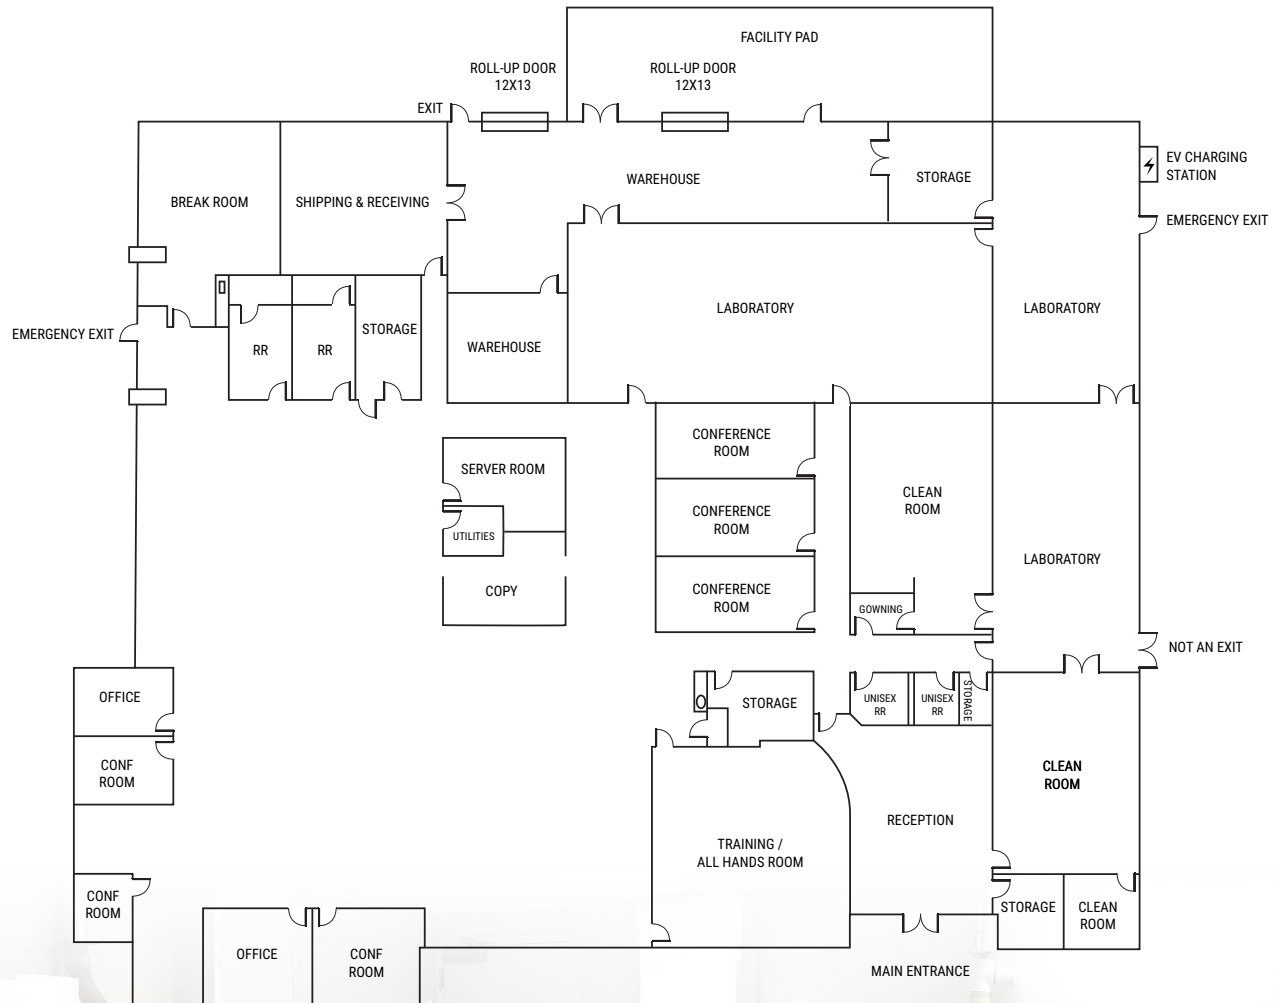 FACILITY PAD
ROLL-UP DOOR
12X13
ROLL-UP DOOR
12X13
EXIT
EV CHARGING
STATION
WAREHOUSE
STORAGE
BREAK ROOM
SHIPPING & RECEIVING
EMERGENCY EXIT
LABORATORY
LABORATORY
EMERGENCY EXIT
STORAGE
RR
RR
WAREHOUSE
CONFERENCE
ROOM
SERVER ROOM
CLEAN
ROOM
CONFERENCE
ROOM
UTILITIES
LABORATORY
COPY
CONFERENCE
ROOM
GOWNING
NOT AN EXIT
OFFICE
STORAGE
UNISEX
RR
UNISEX
RR
STORAGE
CONF
ROOM
CLEAN
ROOM
RECEPTION
TRAINING /
ALL HANDS ROOM
CONF
ROOM
STORAGE
CLEAN
ROOM
OFFICE
CONF
ROOM
MAIN ENTRANCE